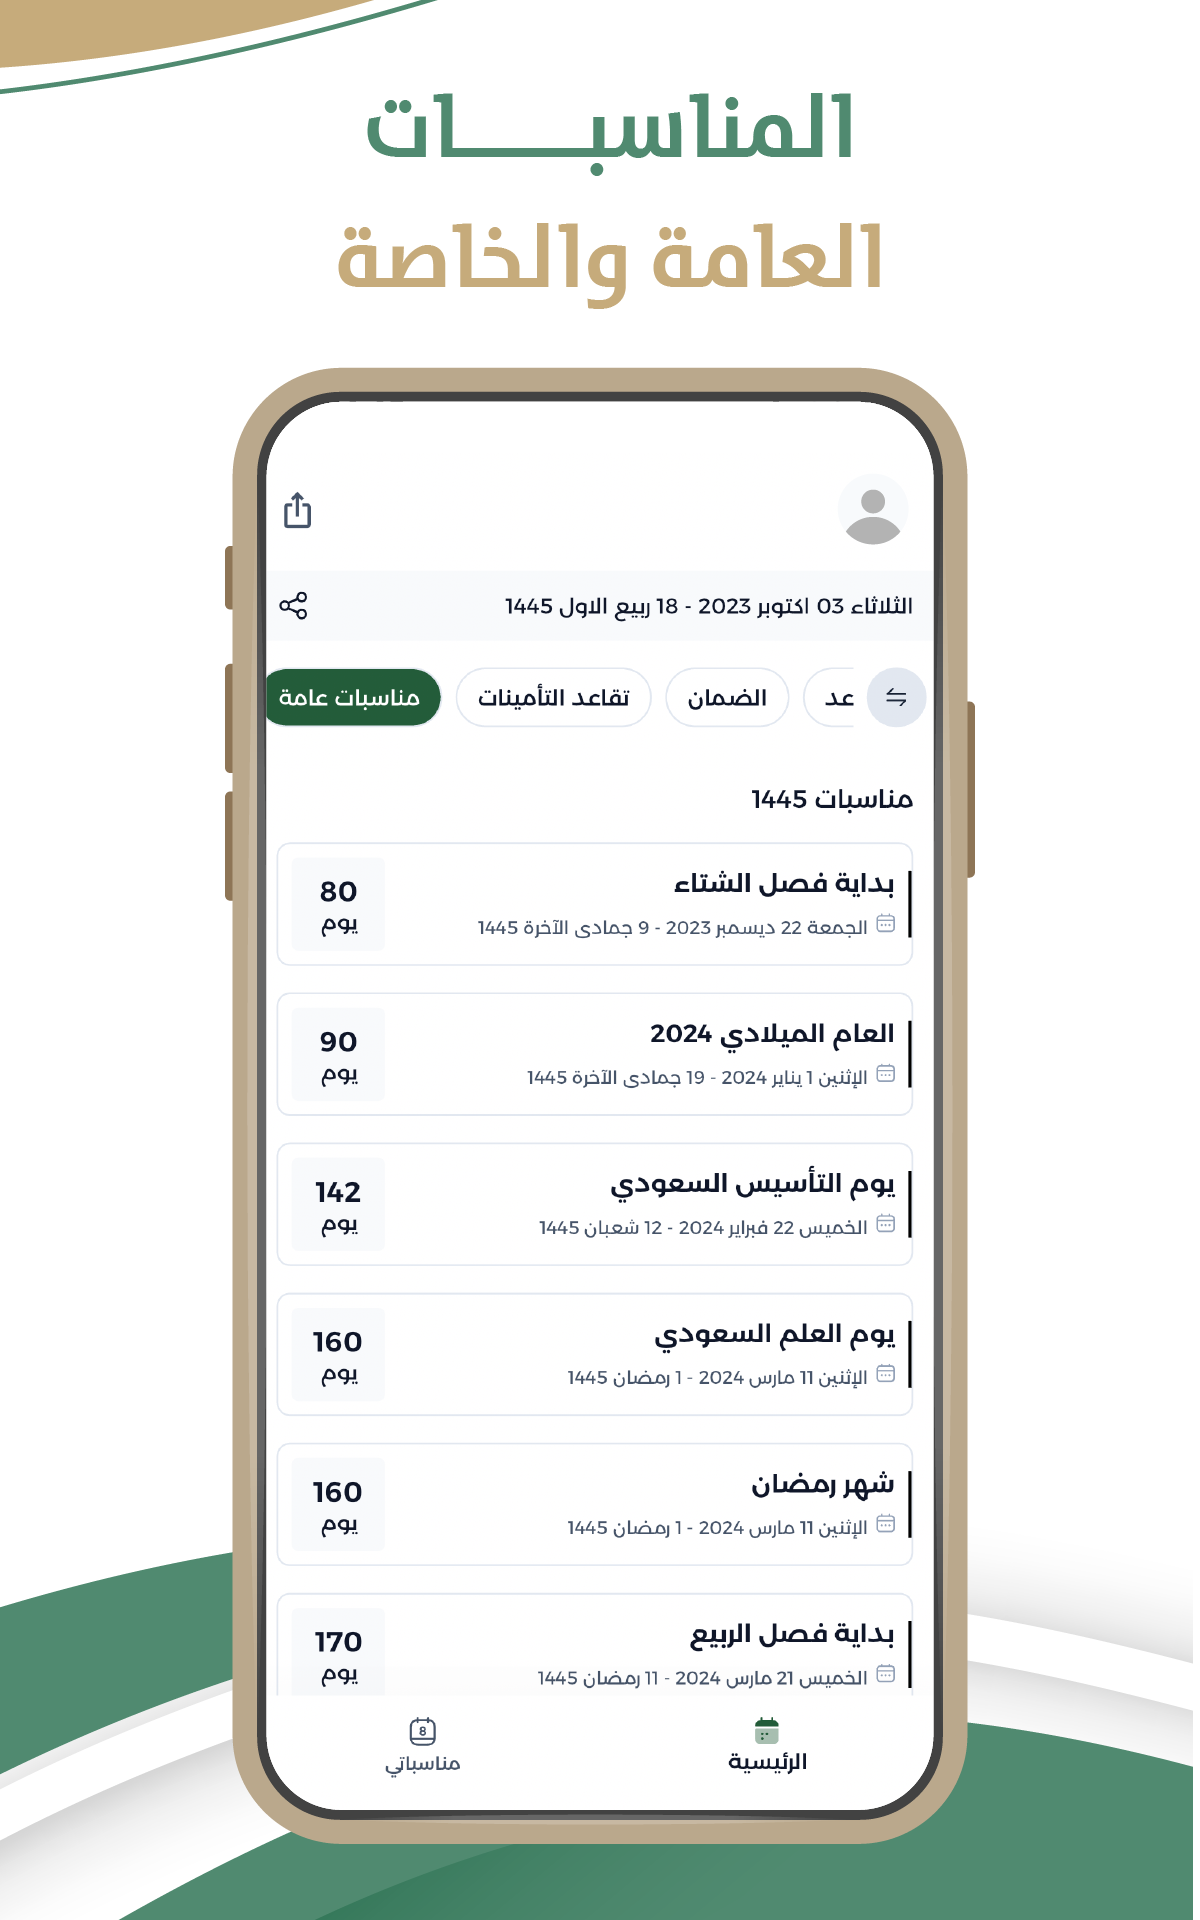 المناسبــــات
العامة والخاصة
الثلاثاء 03 اكتوبر 2023 - 18 ربيع الاول 1445
عد
الضمان
تقاعد التأمينات
مناسبات عامة
مناسبات 1445
بداية فصل الشتاء
الجمعة 22 ديسمبر 2023 - 9 جمادى الآخرة 1445
80
يوم
العام الميلادي 2024
الإثنين 1 يناير 2024 - 19 جمادى الآخرة 1445
90
يوم
يوم التأسيس السعودي
الخميس 22 فبراير 2024 - 12 شعبان 1445
142
يوم
يوم العلم السعودي
الإثنين 11 مارس 2024 - 1 رمضان 1445
160
يوم
شهر رمضان
الإثنين 11 مارس 2024 - 1 رمضان 1445
160
يوم
بداية فصل الربيع
الخميس 21 مارس 2024 - 11 رمضان 1445
170
يوم
الرئيسية
8
مناسباتي